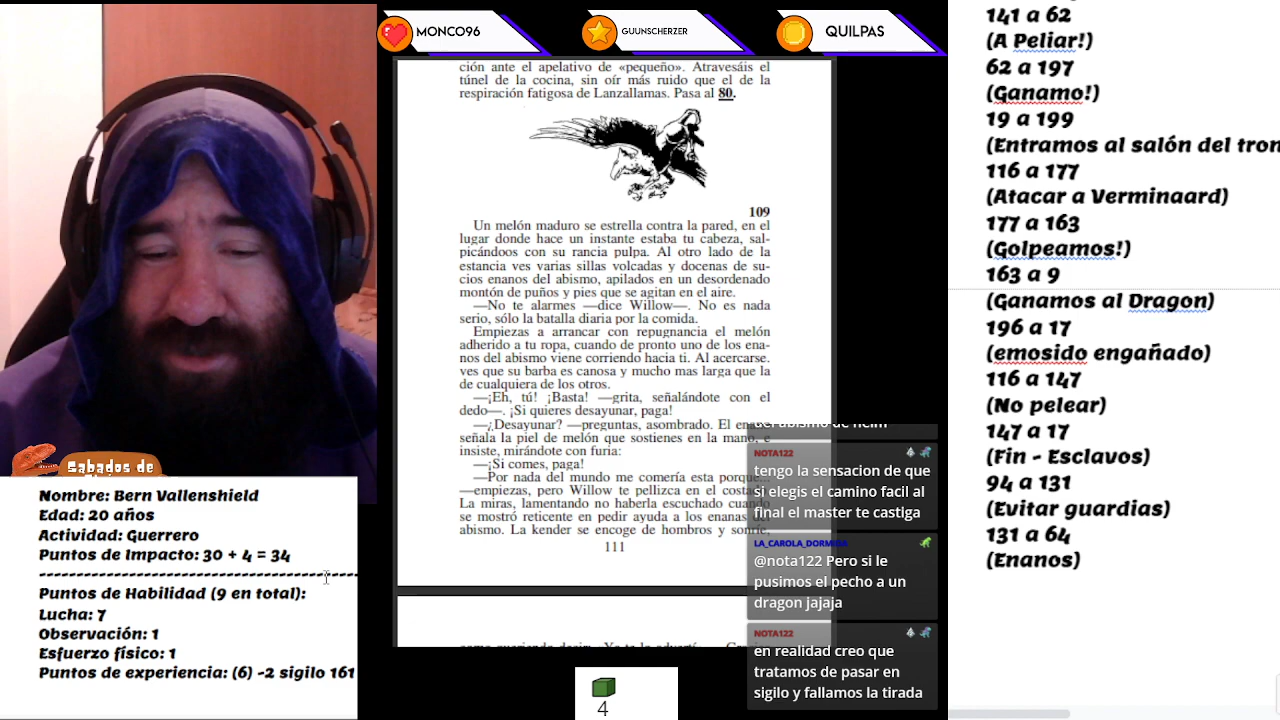 MONCO96
GUUNSCHERZER
QUILPAS
ción ante el apelativo de «pequeño». Atravesáis el
túnel de la cocina, sin oír más ruido que el de la
respiración fatigosa de Lanzallamas. Pasa al 80.
109
Un melón maduro se estrella contra la pared, en el
lugar donde hace un instante estaba tu cabeza, sal-
picándoos con su rancia pulpa. Al otro lado de la
estancia ves varias sillas volcadas y docenas de su-
cios enanos del abismo, apilados en un desordenado
montón de puños y pies que se agitan en el aire.
—No te alarmes —dice Willow—. No es nada
serio, sólo la batalla diaria por la comida.
Empiezas a arrancar con repugnancia el melón
adherido a tu ropa, cuando de pronto uno de los ena-
nos del abismo viene corriendo hacia ti. Al acercarse.
ves que su barba es canosa y mucho mas larga que la
de cualquiera de los otros.
—¡Eh, tú! ¡Basta! —grita, señalándote con el
dedo—. ¡Si quieres desayunar, paga!
—¿Desayunar? —preguntas, asombrado. El en
señala la piel de melón que sostienes en la mano, e
insiste, mirándote con furia:
—¡Si comes, paga!
—Por nada del mundo me comería esta porque...
—empiezas, pero Willow te pellizca en el costad
La miras, lamentando no haberla escuchado cuando
se mostró reticente en pedir ayuda a los enanas del
abismo. La kender se encoge de hombros y sonríe,
111
del abismo de helm
NOTA122
tengo la sensacion de que
si elegis el camino facil al
final el master te castiga
LA_CAROLA_DORMIDA
@nota122 Pero si le
pusimos el pecho a un
dragon jajaja
NOTA122
en realidad creo que
tratamos de pasar en
sigilo y fallamos la tirada
4
Sabados de
Nombre: Bern Vallenshield
Edad: 20 años
Actividad: Guerrero
Puntos de Impacto: 30 + 4 = 34
Puntos de Habilidad (9 en total):
Lucha: 7
Observación: 1
Esfuerzo físico: 1
Puntos de experiencia: (6) -2 sigilo 161
141 a 62
(A Peliar!)
62 a 197
(Ganamo!)
19 a 199
(Entramos al salón del tron
116 a 177
(Atacar a Verminaard)
177 a 163
(Golpeamos!)
163 a 9
(Ganamos al Dragon)
196 a 17
(emosido engañado)
116 a 147
(No pelear)
147 a 17
(Fin - Esclavos)
94 a 131
(Evitar guardias)
131 a 64
(Enanos)